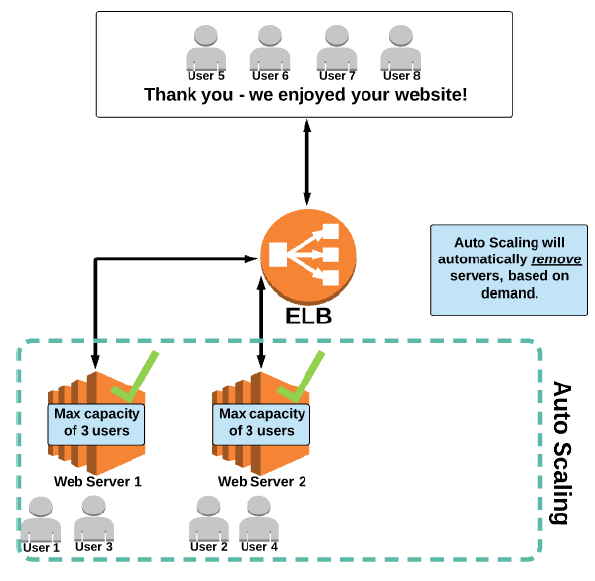 User 5 User 6 User 7 User 8
Thank you - we enjoyed your website!
ELB
Auto Scaling will
automatically remove
servers, based on
demand.
Max capacity
of 3 users
Web Server 1
Max capacity
of 3 users
Web Server 2
User 1 User 3
User 2 User 4
Auto Scaling